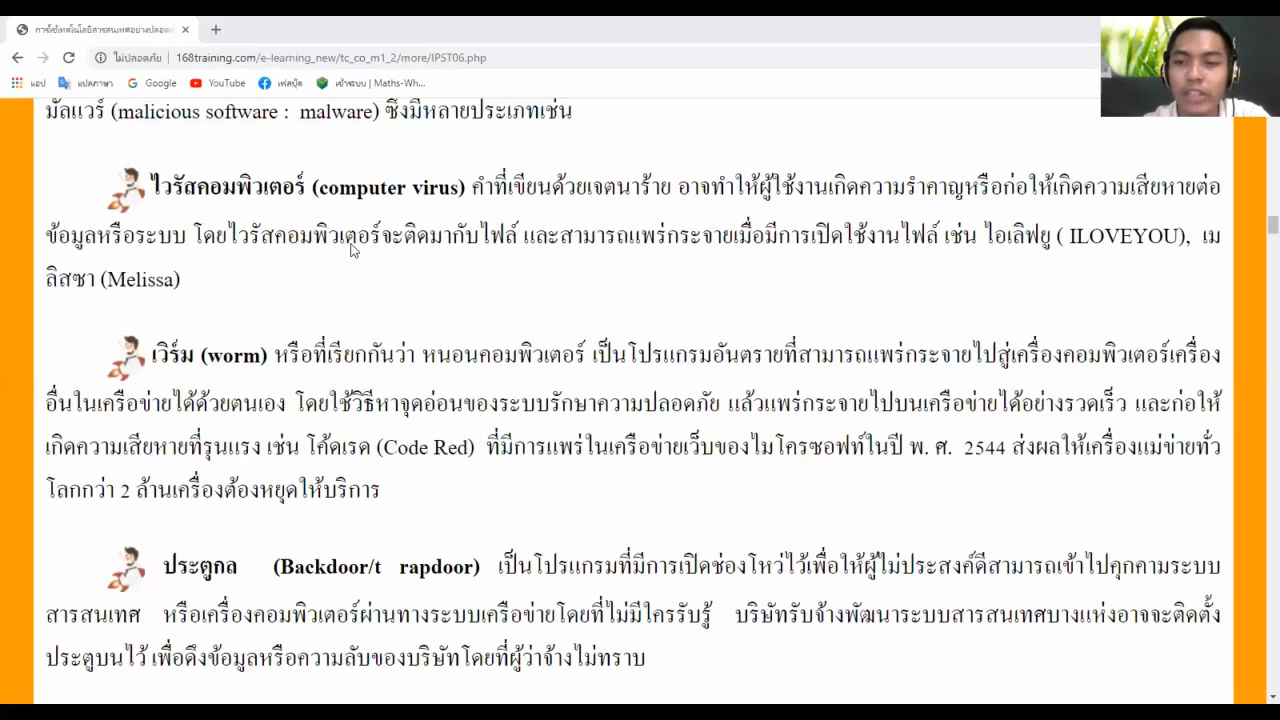 การใช้เทคโนโลยีสารสนเทศอย่างปลอดภ
ไม่ปลอดภัย 168training.com/e-learning_new/tc_co_m1_2/more/IPST06.php
แอป แปลภาษา Google YouTube เฟสบุ๊ค เข้าระบบ | Maths-Wh...
มัลแวร์ (malicious software : malware) ซึ่งมีหลายประเภทเช่น
ไวรัสคอมพิวเตอร์ (computer virus) คำที่เขียนด้วยเจตนาร้าย อาจทำให้ผู้ใช้งานเกิดความรำคาญหรือก่อให้เกิดความเสียหายต่อ
ข้อมูลหรือระบบ โดยไวรัสคอมพิวเตอร์จะติดมากับไฟล์ และสามารถแพร่กระจายเมื่อมีการเปิดใช้งานไฟล์ เช่น ไอเลิฟยู ( ILOVEYOU), เม
ลิสซา (Melissa)
เวิร์ม (worm) หรือที่เรียกกันว่า หนอนคอมพิวเตอร์ เป็นโปรแกรมอันตรายที่สามารถแพร่กระจายไปสู่เครื่องคอมพิวเตอร์เครื่อง
อื่นในเครือข่ายได้ด้วยตนเอง โดยใช้วิธีหาจุดอ่อนของระบบรักษาความปลอดภัย แล้วแพร่กระจายไปบนเครือข่ายได้อย่างรวดเร็ว และก่อให้
เกิดความเสียหายที่รุนแรง เช่น โค้ดเรด (Code Red) ที่มีการแพร่ในเครือข่ายเว็บของไมโครซอฟท์ในปี พ. ศ. 2544 ส่งผลให้เครื่องแม่ข่ายทั่ว
โลกกว่า 2 ล้านเครื่องต้องหยุดให้บริการ
ประตูกล (Backdoor/t rapdoor) เป็นโปรแกรมที่มีการเปิดช่องโหว่ไว้เพื่อให้ผู้ไม่ประสงค์ดีสามารถเข้าไปคุกคามระบบ
สารสนเทศ หรือเครื่องคอมพิวเตอร์ผ่านทางระบบเครือข่ายโดยที่ไม่มีใครรับรู้ บริษัทรับจ้างพัฒนาระบบสารสนเทศบางแห่งอาจจะติดตั้ง
ประตูบนไว้ เพื่อดึงข้อมูลหรือความลับของบริษัทโดยที่ผู้ว่าจ้างไม่ทราบ